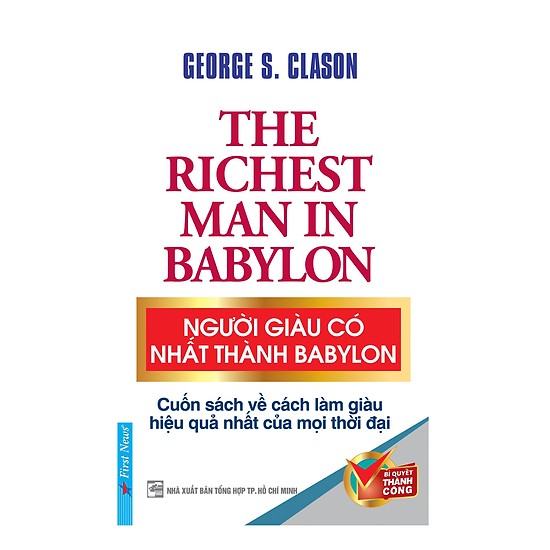 GEORGE S. CLASON
THE
RICHEST
MAN IN
BABYLON
NGƯỜI GIÀU CÓ
NHẤT THÀNH BABYLON
Cuốn sách về cách làm giàu
hiệu quả nhất của mọi thời đại
First News
NHÀ XUẤT BẢN TỔNG HỢP TP. HỒ CHÍ MINH
BÍ QUYẾT
THÀNH
CÔNG